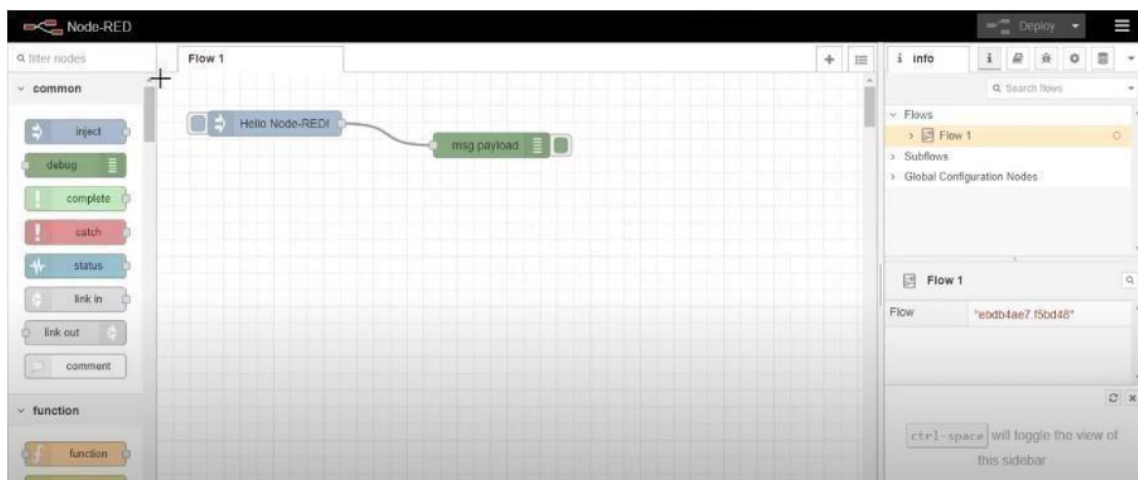 Node-RED
Deploy
filter nodes
Flow 1
i info
i
Search flows
common
inject
debug
complete
catch
status
link in
link out
comment
function
function
Hello Node-RED!
msg.payload
Flows
Flow 1
Subflows
Global Configuration Nodes
Flow 1
Flow "ebdb4ae7.f5bd48"
ctrl-space will toggle the view of
this sidebar